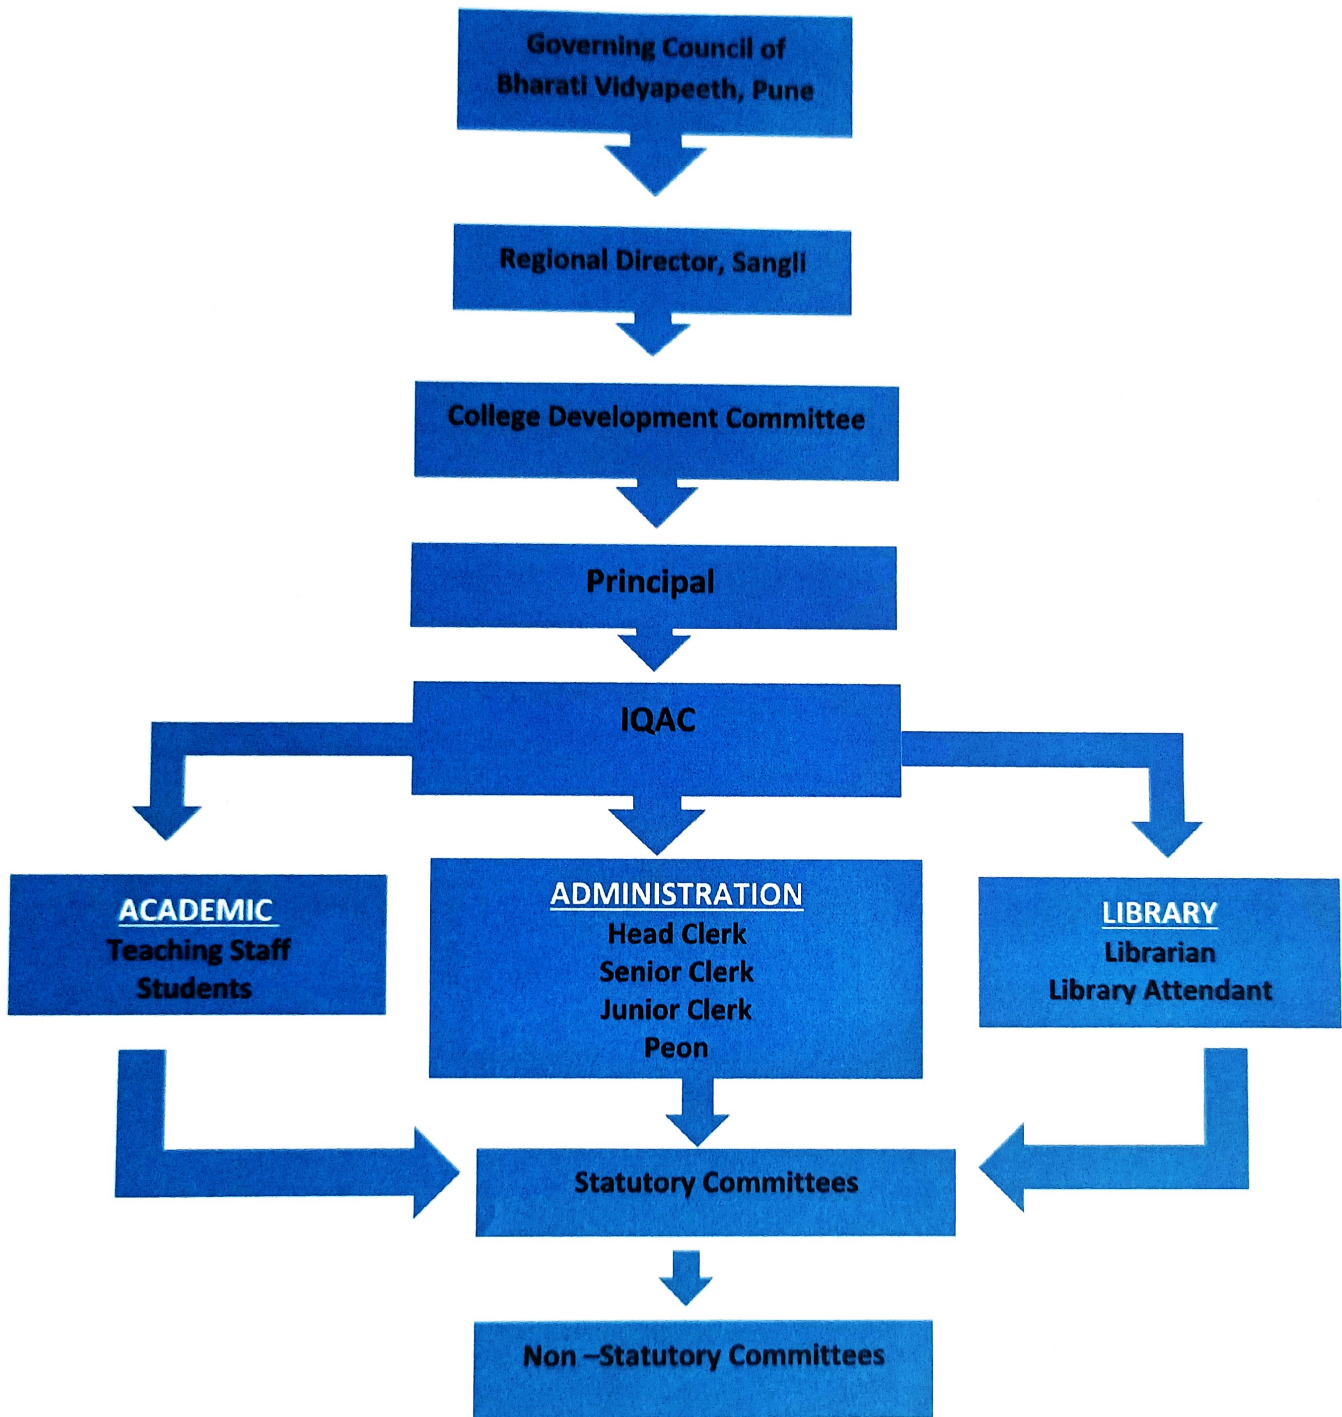 Governing Council of
Bharati Vidyapeeth, Pune
Regional Director, Sangli
College Development Committee
Principal
IQAC
ACADEMIC
Teaching Staff
Students
ADMINISTRATION
Head Clerk
Senior Clerk
Junior Clerk
Peon
LIBRARY
Librarian
Library Attendant
Statutory Committees
Non –Statutory Committees